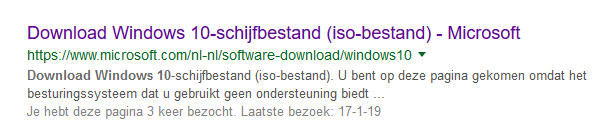 Download Windows 10-schijfbestand (iso-bestand) - Microsoft
https://www.microsoft.com/nl-nl/software-download/windows10
Download Windows 10-schijfbestand (iso-bestand). U bent op deze pagina gekomen omdat het
besturingssysteem dat u gebruikt geen ondersteuning biedt ...
Je hebt deze pagina 3 keer bezocht. Laatste bezoek: 17-1-19